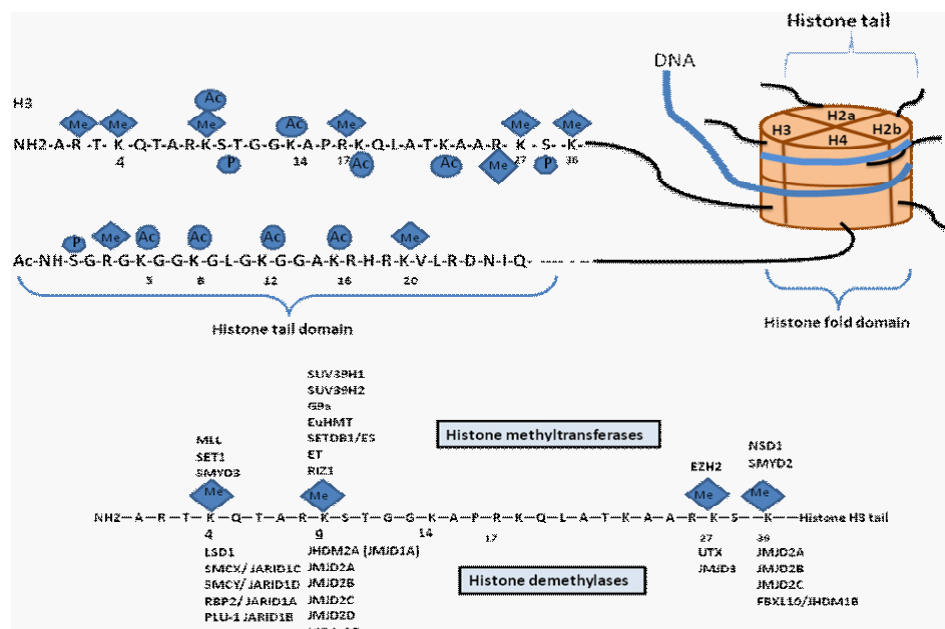 Histone tail
DNA
H3
Ac
Me Me Me Ac Me Me Me
NH2-A-R-T-K-Q-T-A-R-K-S-T-G-G-K-A-P-R-K-Q-L-A-T-K-A-A-R-K-S-K-
4 14 17 27 36
P Ac Ac Me P
H2a
H3 H2b
H4
P Me Ac Ac Ac Ac Me
Ac-NH-S-G-R-G-K-G-G-K-G-L-G-K-G-G-A-K-R-H-R-K-V-L-R-D-N-I-Q-
5 8 12 16 20
Histone tail domain
Histone fold domain
SUV39H1
SUV39H2
G9a
EuHMT
SETDB1/ES
ET
RIZ1
MLL
SET1
SMYD3
Histone methyltransferases
EZH2
NSD1
SMYD2
Me Me Me Me
NH2-A-R-T-K-Q-T-A-R-K-S-T-G-G-K-A-P-R-K-Q-L-A-T-K-A-A-R-K-S-K-Histone H3 tail
4 9 14 17 27 36
LSD1
SMCX/ JARID1C
SMCY/ JARID1D
RBP2/ JARID1A
PLU-1 JARID1B
JHDM2A (JMJD1A)
JMJD2A
JMJD2B
JMJD2C
JMJD2D
Histone demethylases
UTX
JMJD3
JMJD2A
JMJD2B
JMJD2C
FBXL10/JHDM1B